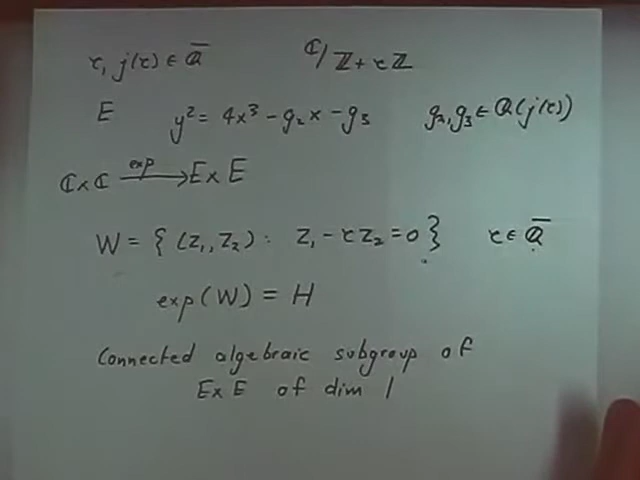 τ, j(τ) ∈ Q̄ ℂ/ℤ+τℤ
E y² = 4x³ - g₂x - g₃ g₂, g₃ ∈ ℚ(j(τ))
ℂ×ℂ exp→ E×E
W = { (z₁, z₂) : z₁ - τz₂ = 0 } τ ∈ Q̄
exp(W) = H
Connected algebraic subgroup of
E×E of dim 1